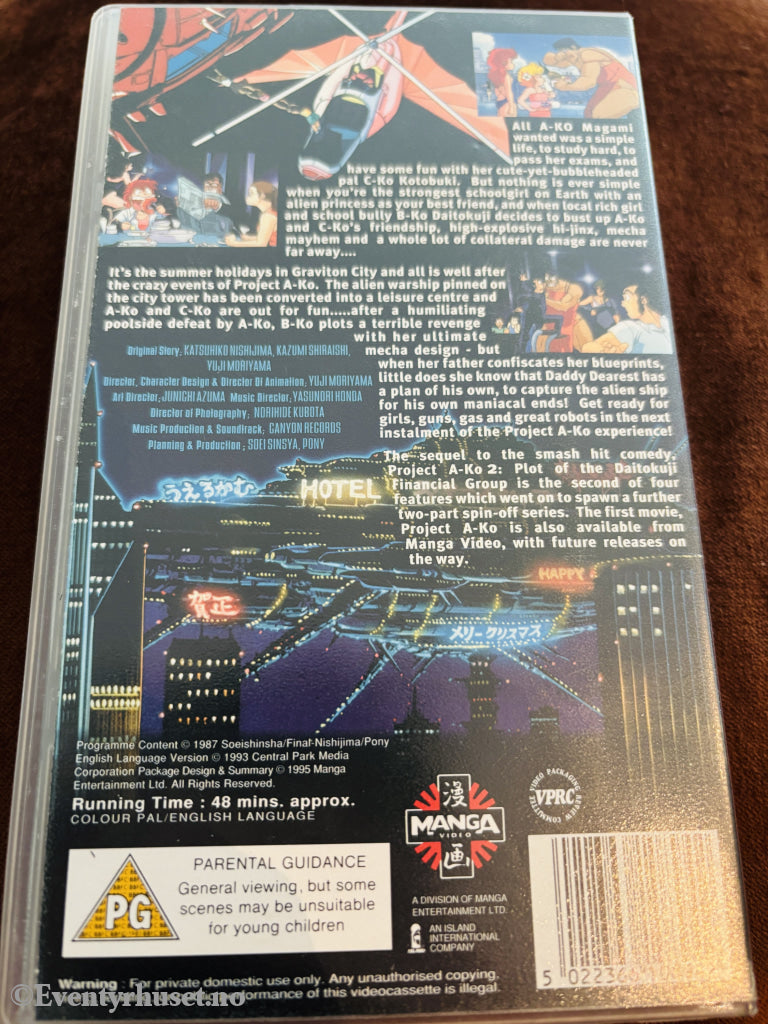 All A-KO Magami
wanted was a simple
life, to study hard, to
pass her exams, and
have some fun with her cute-yet-bubbleheaded
pal C-Ko Kotobuki. But nothing is ever simple
when you're the strongest schoolgirl on Earth with an
alien princess as your best friend, and when local rich girl
and school bully B-Ko Daitokuji decides to bust up A-Ko
and C-Ko's friendship, high-explosive hi-jinx, mecha
mayhem and a whole lot of collateral damage are never
far away....
It's the summer holidays in Graviton City and all is well after
the crazy events of Project A-Ko. The alien warship pinned on
the city tower has been converted into a leisure centre and
A-Ko and C-Ko are out for fun.....after a humiliating
poolside defeat by A-Ko, B-Ko plots a terrible revenge
with her ultimate
mecha design - but
when her father confiscates her blueprints,
little does she know that Daddy Dearest has
a plan of his own, to capture the alien ship
for his own maniacal ends! Get ready for
girls, guns, gas and great robots in the next
instalment of the Project A-Ko experience!
Original Story: KATSUHIKO NISHIJIMA, KAZUMI SHIRAISHI,
YUJI MORIYAMA
Director, Character Design & Director Of Animation: YUJI MORIYAMA
Art Director: JUNICHI AZUMA Music Director: YASUNORI HONDA
Director of Photography: NORIHIDE KUBOTA
Music Production & Soundtrack: CANYON RECORDS
Planning & Production: SOEI SINSYA, PONY
The sequel to the smash hit comedy,
Project A-Ko 2: Plot of the Daitokuji
Financial Group is the second of four
features which went on to spawn a further
two-part spin-off series. The first movie,
Project A-Ko is also available from
Manga Video, with future releases on
the way.
うぇるかむ
HOTEL
HAPPY
賀正
メリークリスマス
Programme Content © 1987 Soeishinsha/Final-Nishijima/Pony
English Language Version © 1993 Central Park Media
Corporation Package Design & Summary © 1995 Manga
Entertainment Ltd. All Rights Reserved.
Running Time : 48 mins. approx.
COLOUR PAL/ENGLISH LANGUAGE
漫
MANGA
VIDEO
画
VIDEO PACKAGING REVIEW COMMITTEE
VPRC
PG
PARENTAL GUIDANCE
General viewing, but some
scenes may be unsuitable
for young children
A DIVISION OF MANGA
ENTERTAINMENT LTD.
AN ISLAND
INTERNATIONAL
COMPANY
Warning : For private domestic use only. Any unauthorised copying,
performance of this videocassette is illegal.
©Eventyrhuset.no